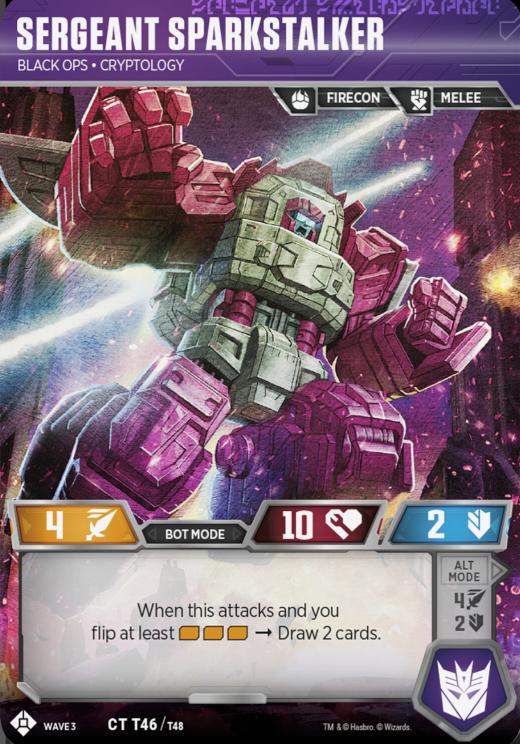 SERGEANT SPARKSTALKER
BLACK OPS • CRYPTOLOGY
FIRECON MELEE
4 BOT MODE 10 2
ALT
MODE
4
2
When this attacks and you
flip at least → Draw 2 cards.
WAVE 3 CT T46 / T48 TM & © Hasbro. © Wizards.